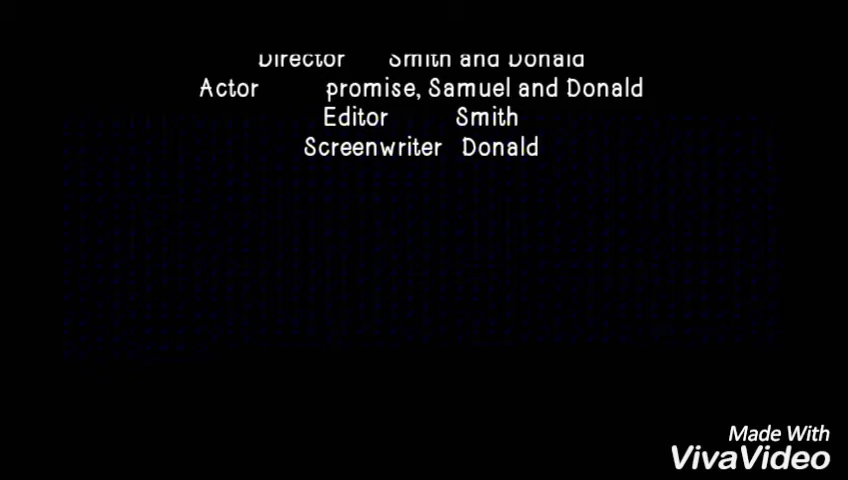 Director Smith and Donald
Actor promise, Samuel and Donald
Editor Smith
Screenwriter Donald
Made With
VivaVideo